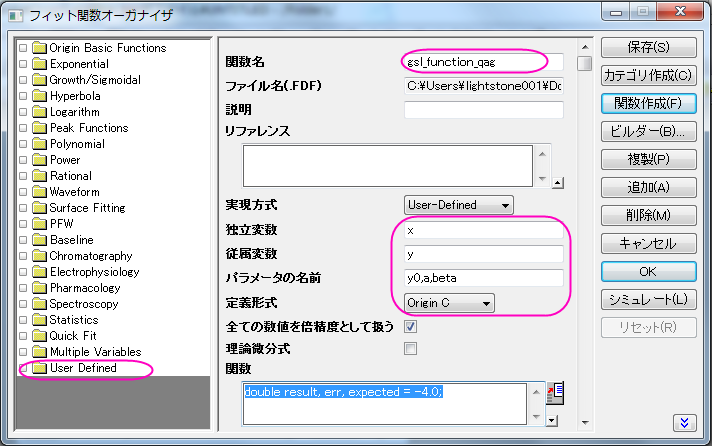 フィット関数オーガナイザ
Origin Basic Functions
Exponential
Growth/Sigmoidal
Hyperbola
Logarithm
Peak Functions
Polynomial
Power
Rational
Waveform
Surface Fitting
PFW
Baseline
Chromatography
Electrophysiology
Pharmacology
Spectroscopy
Statistics
Quick Fit
Multiple Variables
User Defined
関数名 gsl_function_qag
ファイル名(.FDF) C:¥Users¥lightstone001¥Do
説明
リファレンス
実現方式 User-Defined
独立変数 x
従属変数 y
パラメータの名前 y0,a,beta
定義形式 Origin C
全ての数値を倍精度として扱う
理論微分式
関数
double result, err, expected = -4.0;
保存(S)
カテゴリ作成(C)
関数作成(F)
ビルダー(B)...
複製(P)
追加(A)
削除(M)
キャンセル
OK
シミュレート(L)
リセット(R)